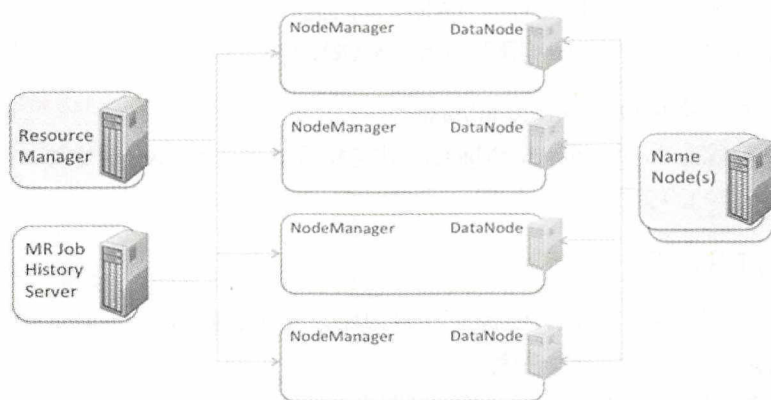 NodeManager DataNode
Resource
Manager
NodeManager DataNode
Name
Node(s)
MR Job
History
Server
NodeManager DataNode
NodeManager DataNode